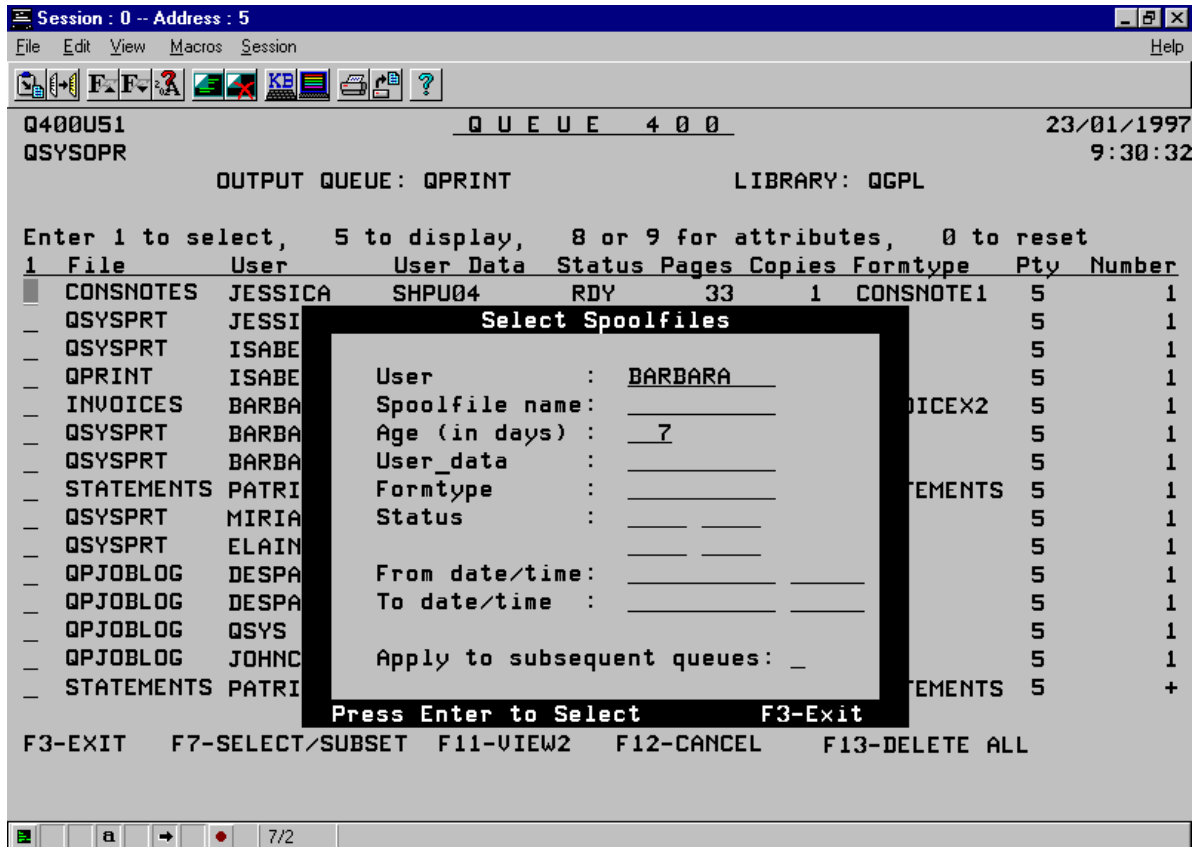 Session : 0 -- Address : 5
File Edit View Macros Session Help
KB
Q400U51 QUEUE 400 23/01/1997
QSYSOPR 9:30:32
OUTPUT QUEUE: QPRINT LIBRARY: QGPL
Enter 1 to select, 5 to display, 8 or 9 for attributes, 0 to reset
1 File User User Data Status Pages Copies Formtype Pty Number
CONSNOTES JESSICA SHPU04 RDY 33 1 CONSNOTE1 5 1
_ QSYSPRT JESSI Select Spoolfiles 5 1
_ QSYSPRT ISABE 5 1
_ QPRINT ISABE User : BARBARA 5 1
_ INVOICES BARBA Spoolfile name: OICEX2 5 1
_ QSYSPRT BARBA Age (in days) : 7 5 1
_ QSYSPRT BARBA User_data : 5 1
_ STATEMENTS PATRI Formtype : TEMENTS 5 1
_ QSYSPRT MIRIA Status : 5 1
_ QSYSPRT ELAIN 5 1
_ QPJOBLOG DESPA From date/time: 5 1
_ QPJOBLOG DESPA To date/time : 5 1
_ QPJOBLOG QSYS 5 1
_ QPJOBLOG JOHNC Apply to subsequent queues: _ 5 1
_ STATEMENTS PATRI TEMENTS 5 +
Press Enter to Select F3-Exit
F3-EXIT F7-SELECT/SUBSET F11-VIEW2 F12-CANCEL F13-DELETE ALL
a 7/2